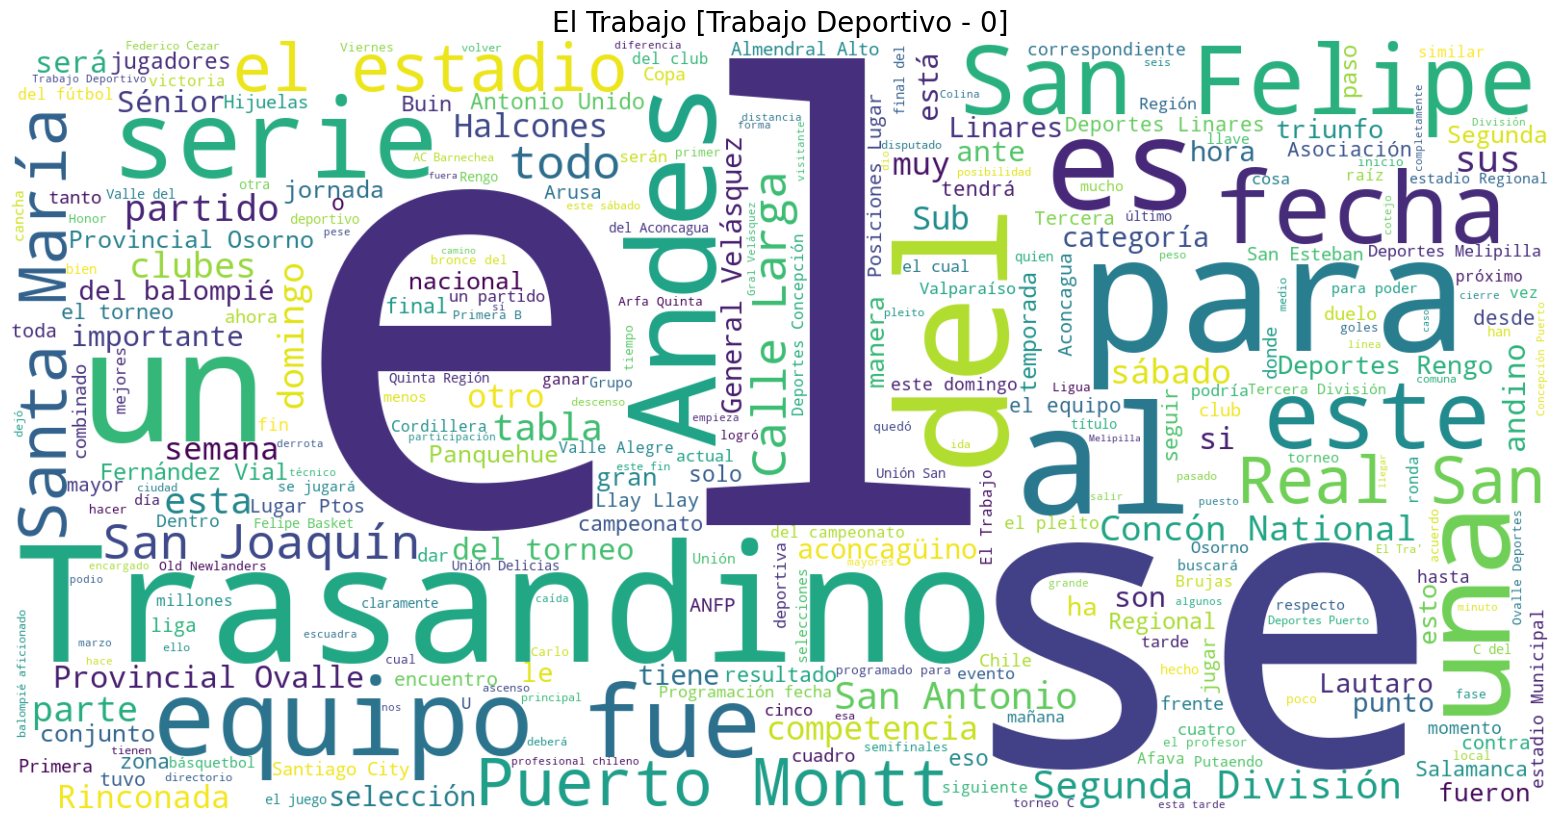 El Trabajo [Trabajo Deportivo - 0]
Federico Cezar
Viernes
volver
diferencia
Almendral Alto
correspondiente
similar
será
jugadores
el estadio
del club
San Felipe
seis
paso
Trabajo Deportivo
victoria
Copa
final del
está
Colina
Región
del fútbol
Sénior
Hijuelas
Buin
Antonio Unido
distancia
forma
Linares
Deportes Linares
triunfo
División
Segunda
serie
Halcones
Andes
el
disputado
llave
Asociación
completamente
AC Barnechea
todo
serán
primer
visitante
dio
muy
ante
hora
inicio
sus
María
otra
fuera
Rengo
posibilidad
es
cosa
raíz
estadio Regional
tanto
Valle del
jornada
Arusa
General Velásquez
tendrá
mucho
fecha
cancha
Honor
partido
o
este sábado
Gral Velásquez
Posiciones Lugar
Sub
Tercera
último
cotejo
deportivo
pese
del Aconcagua
Provincial Osorno
camino
categoría
Deportes Melipilla
bien
clubes
bronce del
Calle Larga
el cual
quien
San Esteban
peso
nacional
Valparaíso
próximo
del balompié
domingo
un partido
Arfa Quinta
Deportes Concepción
manera
del
temporada
para
para poder
cierre
vez
el torneo
ahora
final
si
Primera B
pleito
Aconcagua
medio
duelo
goles
han
desde
toda
importante
tiempo
donde
línea
caso
Santa
combinado
mejores
un
Quinta Región
ganar
Grupo
este domingo
Ligua
sábado
Deportes Rengo
Concepción Puerto
menos
otro
descenso
empieza
el equipo
podría
Tercera División
comuna
dejó
fin
Cordillera
tabla
logró
quedó
título
seguir
club
este
andino
semana
derrota
participación
Valle Alegre
ida
Melipilla
al
si
torneo
Panquehue
actual
Fernández Vial
técnico
este fin
gran
solo
Unión San
pasado
Real San
ronda
llegar
mayor
día
ciudad
se jugará
Llay Llay
salir
puesto
hacer
esta
Lugar Ptos
Dentro
Felipe Basket
campeonato
del campeonato
El Trabajo
el pleito
Concón National
acuerdo
San Joaquín
dar
del torneo
Unión
aconcagüino
Osorno
El Tra'
una
Ovalle Deportes
encargado
Old Newlanders
Unión Delicias
mayores
buscará
podio
Trasandino
caída
deportiva
selecciones
se
grande
Brujas
hasta
millones
claramente
ANFP
ha
son
algunos
respecto
minuto
balompié aficionado
liga
escuadra
Regional
Deportes Puerto
esto
marzo
ello
tarde
C del
estadio Municipal
hace
cual
Carlo
Chile
hecho
Provincial Ovalle
encuentro
le
tiene
resultado
programado para
evento
jugar
Lautaro
ascenso
Programación fecha
parte
equipo
nos
U
principal
fue
cinco
esa
San Antonio
mañana
frente
poco
punto
fase
conjunto
competencia
cuatro
momento
tienen
zona
deberá
cuadro
semifinales
el profesor
contra
Primera
tuvo
básquetbol
profesional chileno
eso
Afava
Putaendo
local
directorio
Santiago City
Salamanca
Rinconada
el juego
selección
Puerto Montt
siguiente
Segunda División
fueron
torneo C
esta tarde